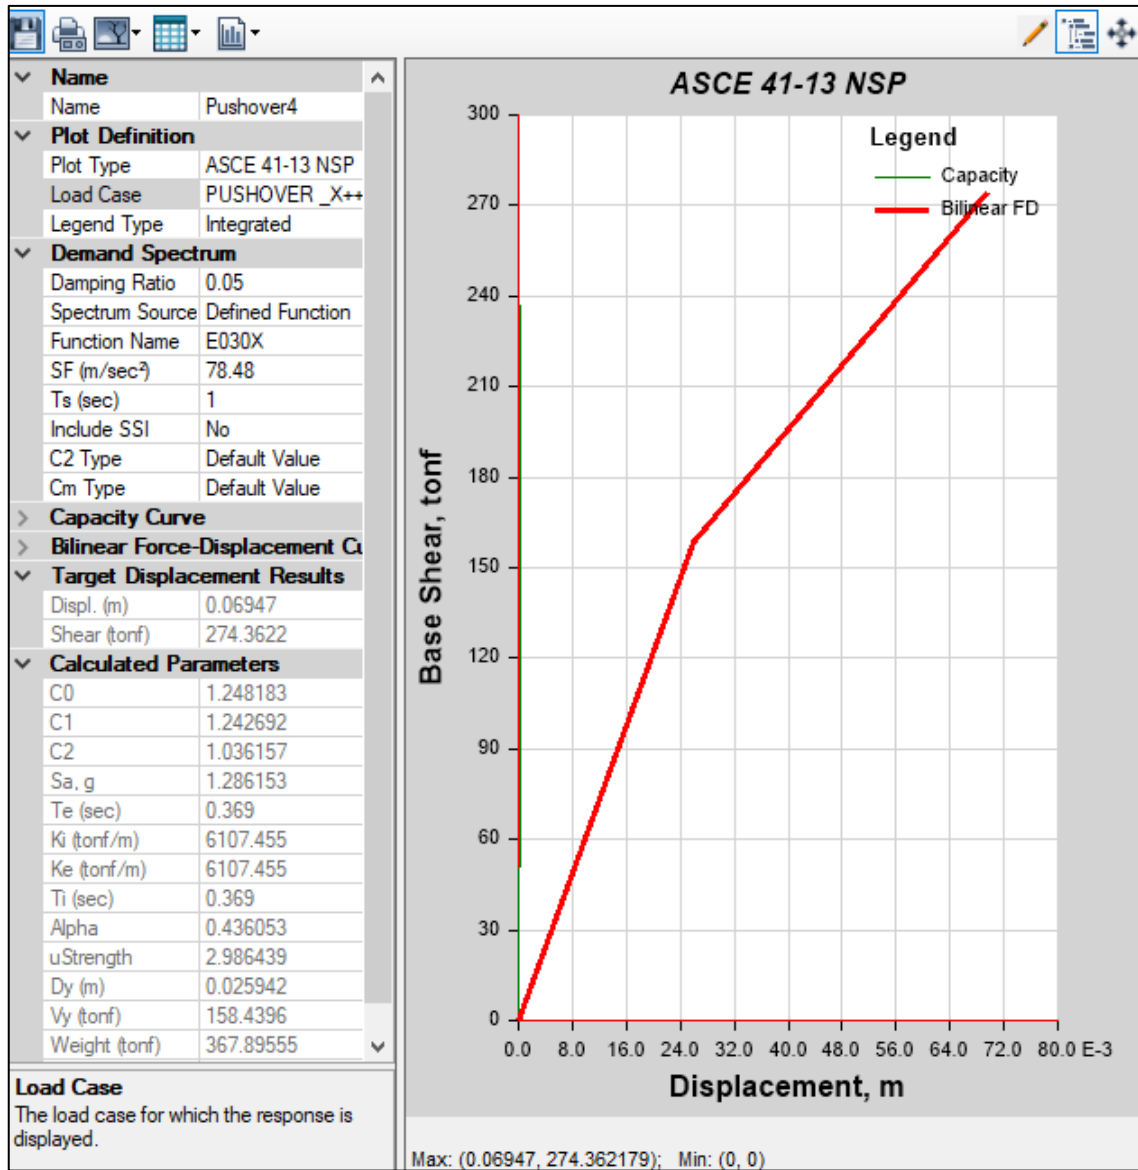 Name
Name Pushover4
Plot Definition
Plot Type ASCE 41-13 NSP
Load Case PUSHOVER _X++
Legend Type Integrated
Demand Spectrum
Damping Ratio 0.05
Spectrum Source Defined Function
Function Name E030X
SF (m/sec²) 78.48
Ts (sec) 1
Include SSI No
C2 Type Default Value
Cm Type Default Value
Capacity Curve
Bilinear Force-Displacement Cu
Target Displacement Results
Displ. (m) 0.06947
Shear (tonf) 274.3622
Calculated Parameters
C0 1.248183
C1 1.242692
C2 1.036157
Sa, g 1.286153
Te (sec) 0.369
Ki (tonf/m) 6107.455
Ke (tonf/m) 6107.455
Ti (sec) 0.369
Alpha 0.436053
uStrength 2.986439
Dy (m) 0.025942
Vy (tonf) 158.4396
Weight (tonf) 367.89555
Load Case
The load case for which the response is
displayed.
ASCE 41-13 NSP
Legend
Capacity
Bilinear FD
300
270
240
210
180
150
120
90
60
30
0
Base Shear, tonf
0.0 8.0 16.0 24.0 32.0 40.0 48.0 56.0 64.0 72.0 80.0 E-3
Displacement, m
Max: (0.06947, 274.362179); Min: (0, 0)